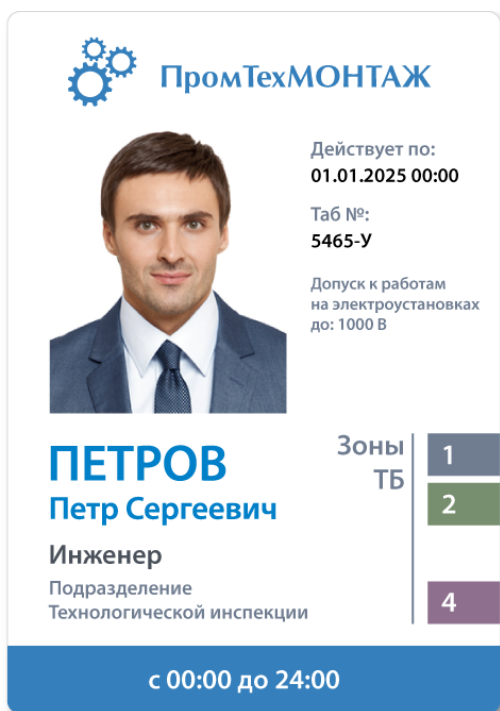 ПромТехМОНТАЖ
Действует по:
01.01.2025 00:00
Таб №:
5465-У
Допуск к работам
на электроустановках
до: 1000 В
ПЕТРОВ
Петр Сергеевич
Инженер
Подразделение
Технологической инспекции
Зоны
ТБ
1
2
4
с 00:00 до 24:00